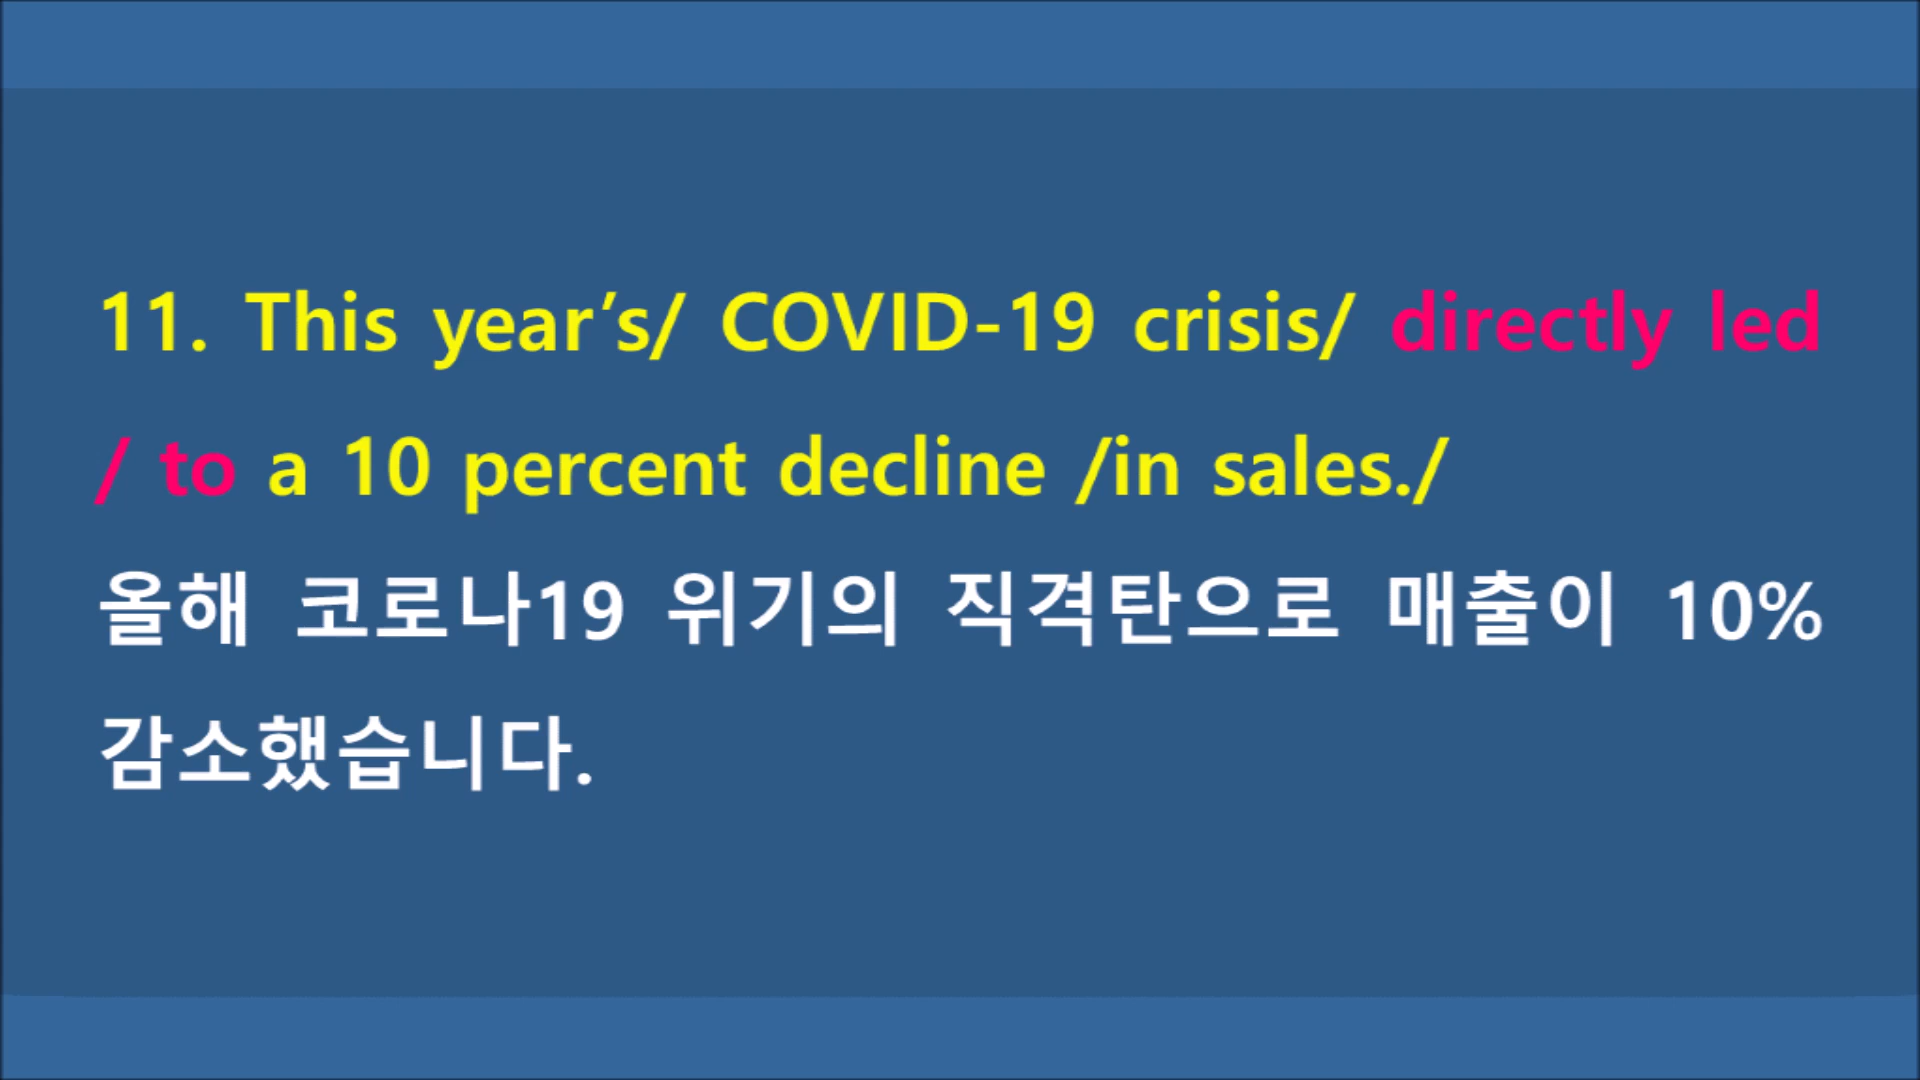 11. This year’s/ COVID-19 crisis/ directly led
/ to a 10 percent decline /in sales./
올해 코로나19 위기의 직격탄으로 매출이 10%
감소했습니다.